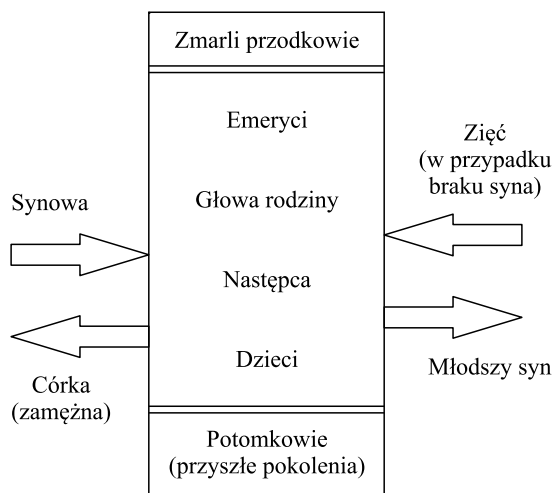 Zmarli przodkowie
Emeryci
Zięć
(w przypadku
braku syna)
Synowa
Głowa rodziny
Następca
Dzieci
Młodszy syn
Córka
(zamężna)
Potomkowie
(przyszłe pokolenia)